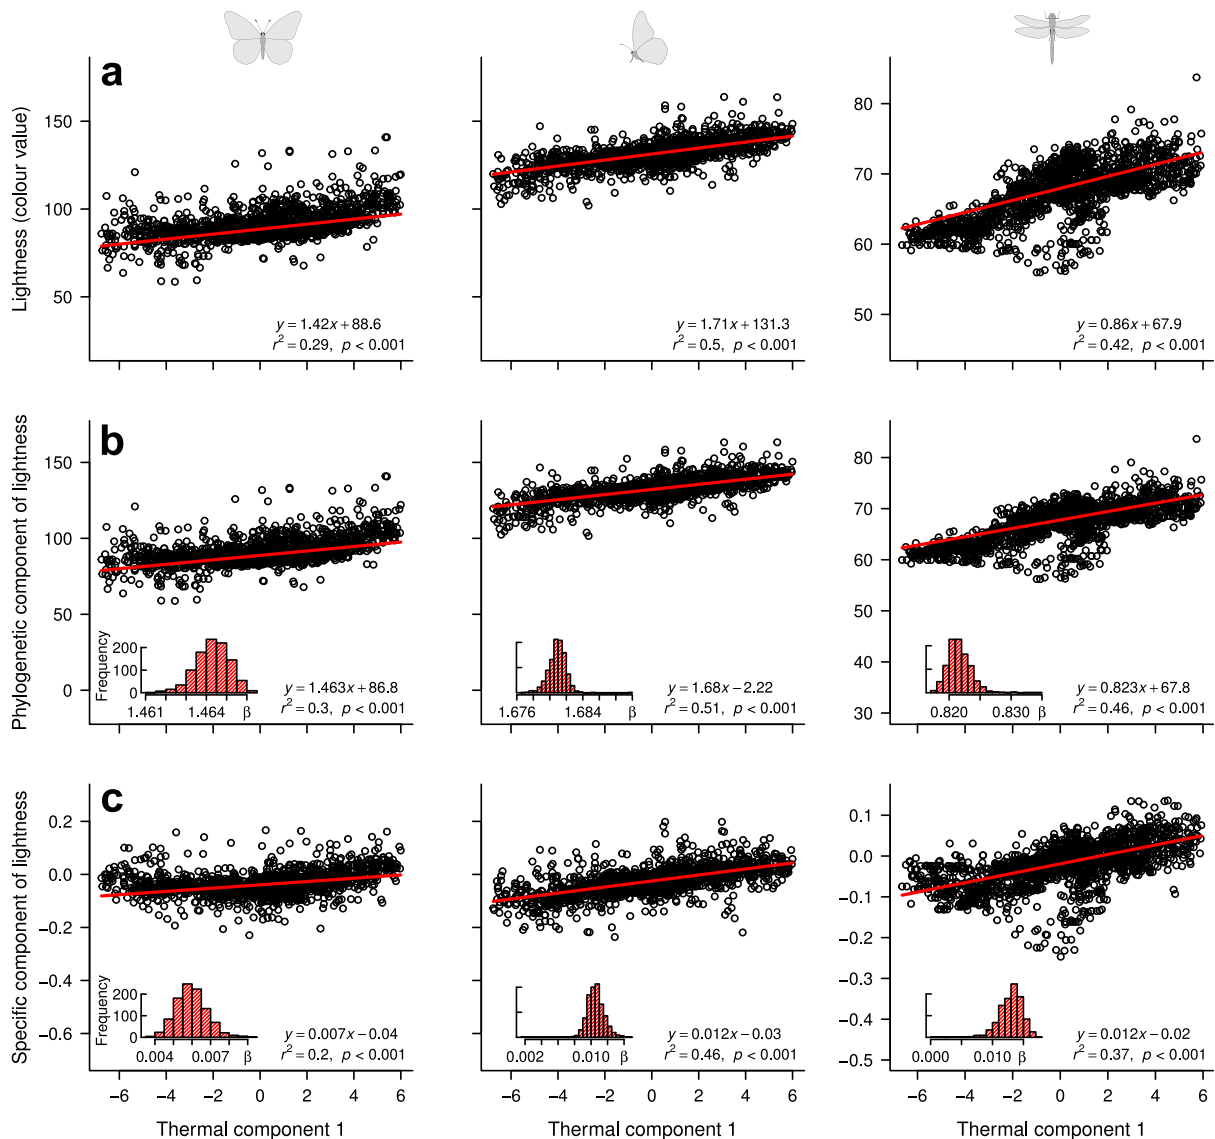 a
Lightness (colour value)
150
100
50
y = 1.42x + 88.6
r² = 0.29, p < 0.001
y = 1.71x + 131.3
r² = 0.5, p < 0.001
80
70
60
50
y = 0.86x + 67.9
r² = 0.42, p < 0.001
b
Phylogenetic component of lightness
150
100
50
0
Frequency
200
100
0
1.461 1.464 β
y = 1.463x + 86.8
r² = 0.3, p < 0.001
1.676 1.684 β
y = 1.68x − 2.22
r² = 0.51, p < 0.001
80
70
60
50
40
30
0.820 0.830 β
y = 0.823x + 67.8
r² = 0.46, p < 0.001
c
Specific component of lightness
0.2
0.0
−0.2
−0.4
−0.6
Frequency
200
100
0
0.004 0.007 β
y = 0.007x − 0.04
r² = 0.2, p < 0.001
0.002 0.010 β
y = 0.012x − 0.03
r² = 0.46, p < 0.001
0.1
0.0
−0.1
−0.2
−0.3
−0.4
−0.5
0.000 0.010 β
y = 0.012x − 0.02
r² = 0.37, p < 0.001
−6 −4 −2 0 2 4 6
−6 −4 −2 0 2 4 6
−6 −4 −2 0 2 4 6
Thermal component 1
Thermal component 1
Thermal component 1